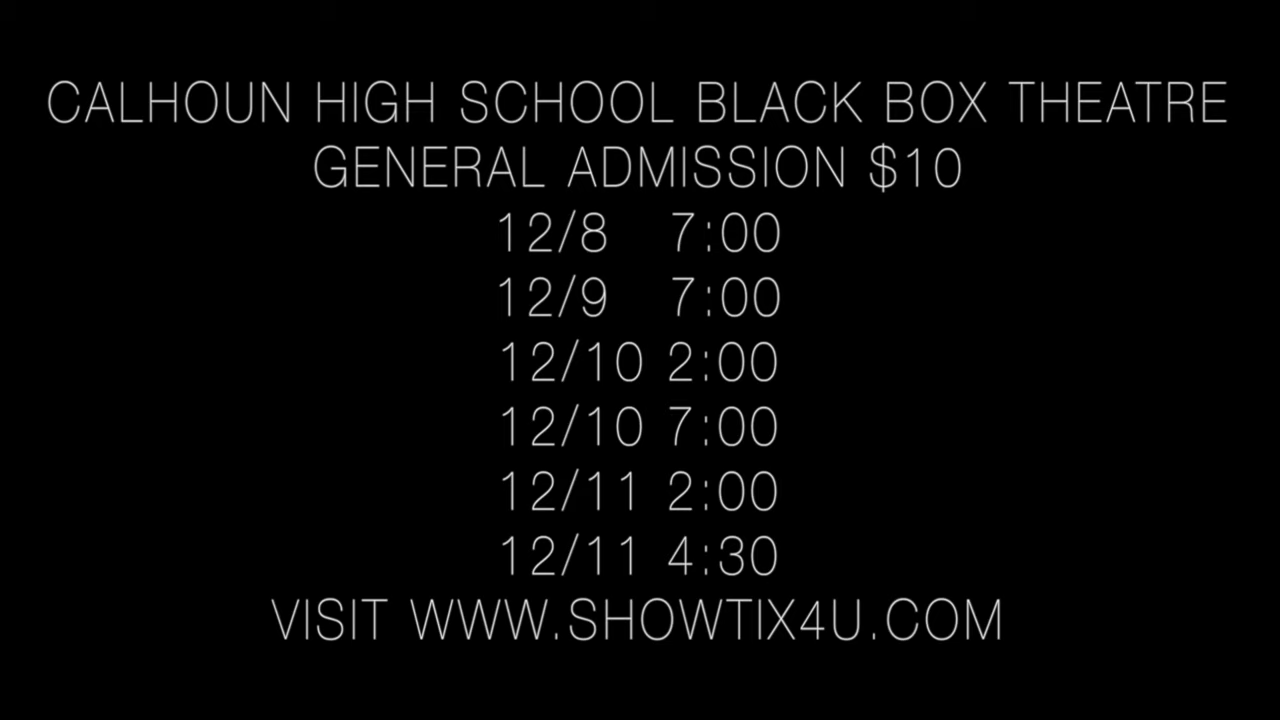 CALHOUN HIGH SCHOOL BLACK BOX THEATRE
GENERAL ADMISSION $10
12/8 7:00
12/9 7:00
12/10 2:00
12/10 7:00
12/11 2:00
12/11 4:30
VISIT WWW.SHOWTIX4U.COM